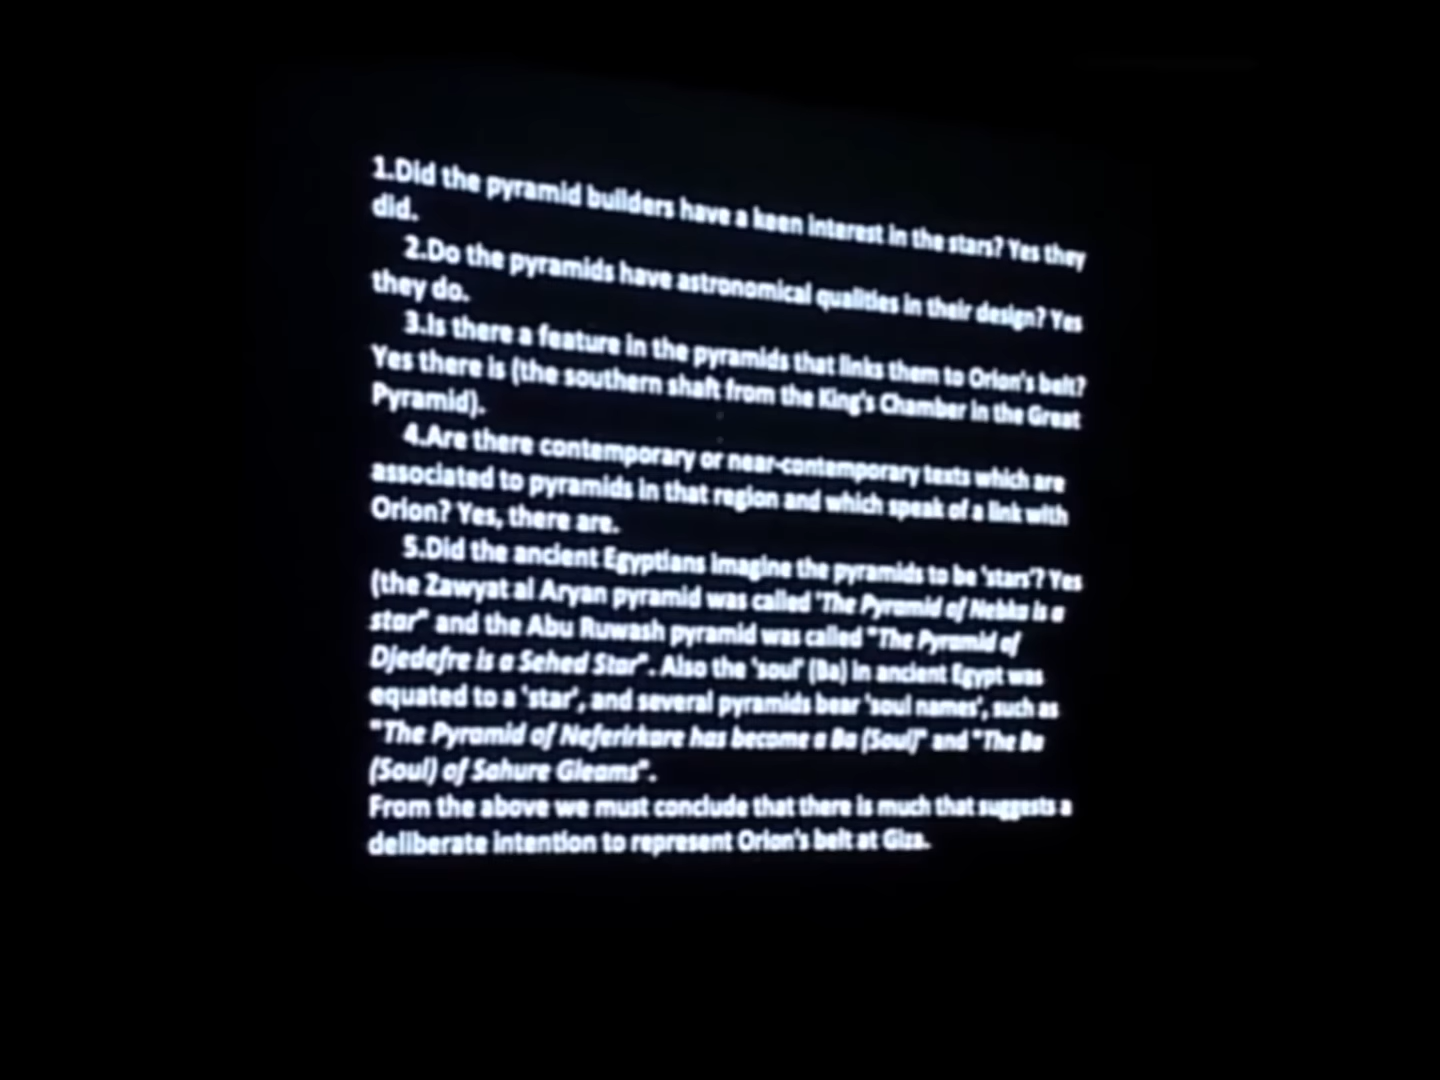 1.Did the pyramid builders have a keen interest in the stars? Yes they
did.
2.Do the pyramids have astronomical qualities in their design? Yes
they do.
3.Is there a feature in the pyramids that links them to Orion's belt?
Yes there is (the southern shaft from the King's Chamber in the Great
Pyramid).
4.Are there contemporary or near-contemporary texts which are
associated to pyramids in that region and which speak of a link with
Orion? Yes, there are.
5.Did the ancient Egyptians imagine the pyramids to be 'stars'? Yes
(the Zawyat al Aryan pyramid was called 'The Pyramid of Nebka is a
star" and the Abu Ruwash pyramid was called "The Pyramid of
Djedefre is a Sehed Star". Also the 'soul' (Ba) in ancient Egypt was
equated to a 'star', and several pyramids bear 'soul names', such as
"The Pyramid of Neferirkare has become a Ba (Soul)" and "The Ba
(Soul) of Sahure Gleams".
From the above we must conclude that there is much that suggests a
deliberate intention to represent Orion's belt at Giza.